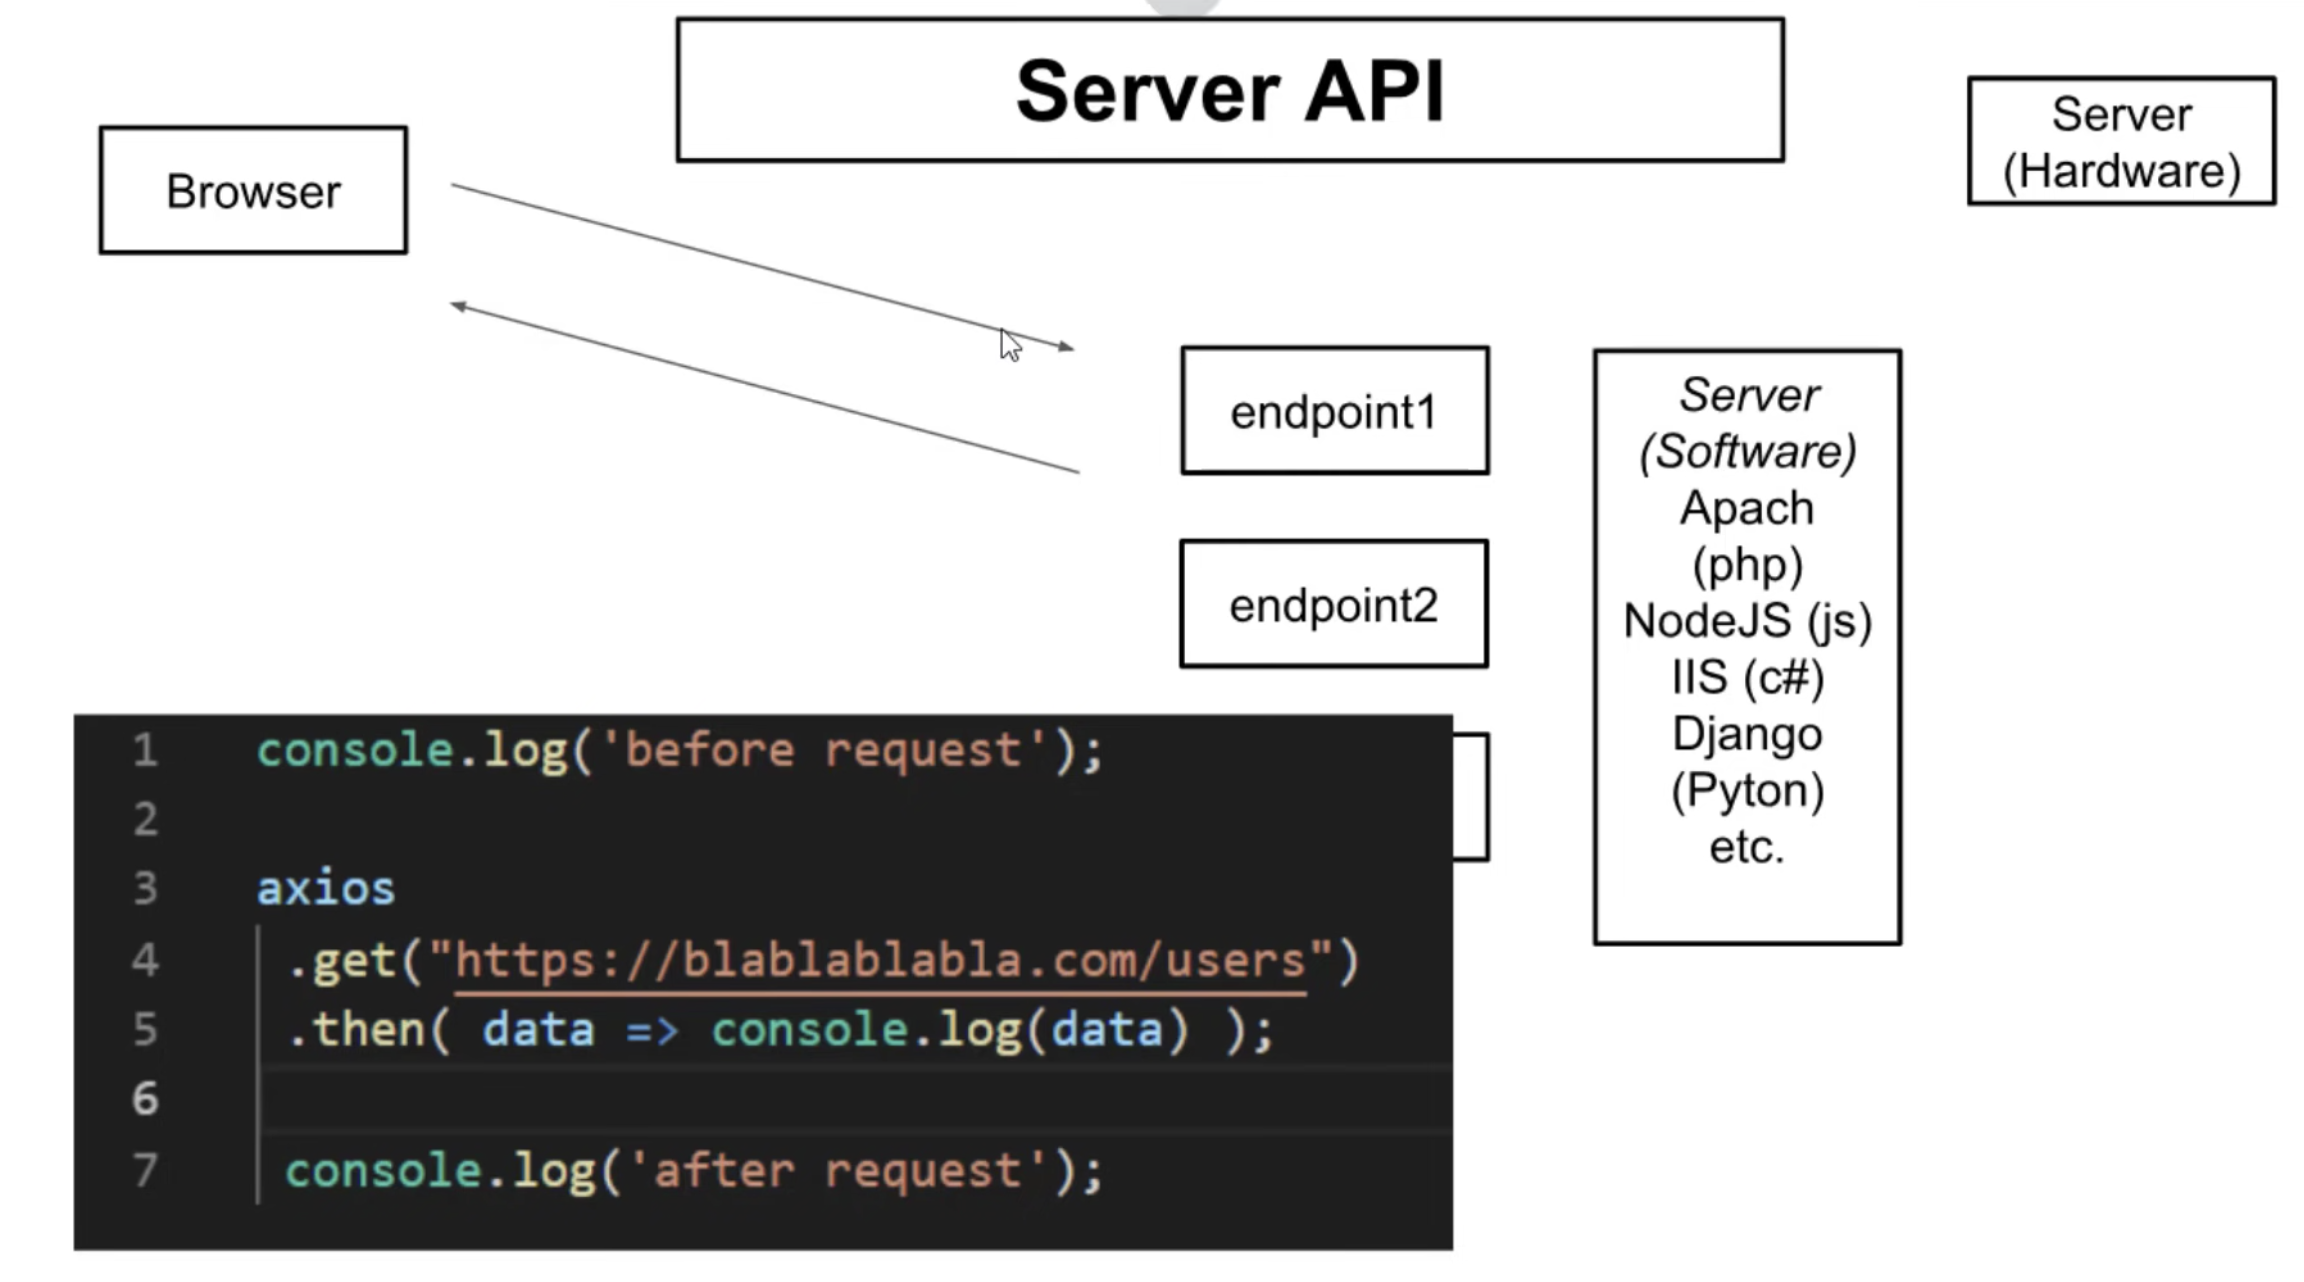 Server API
Browser
Server
(Hardware)
endpoint1
endpoint2
Server
(Software)
Apach
(php)
NodeJS (js)
IIS (c#)
Django
(Pyton)
etc.
1 console.log('before request');
2
3 axios
4 .get("https://blablablabla.com/users")
5 .then( data => console.log(data) );
6
7 console.log('after request');